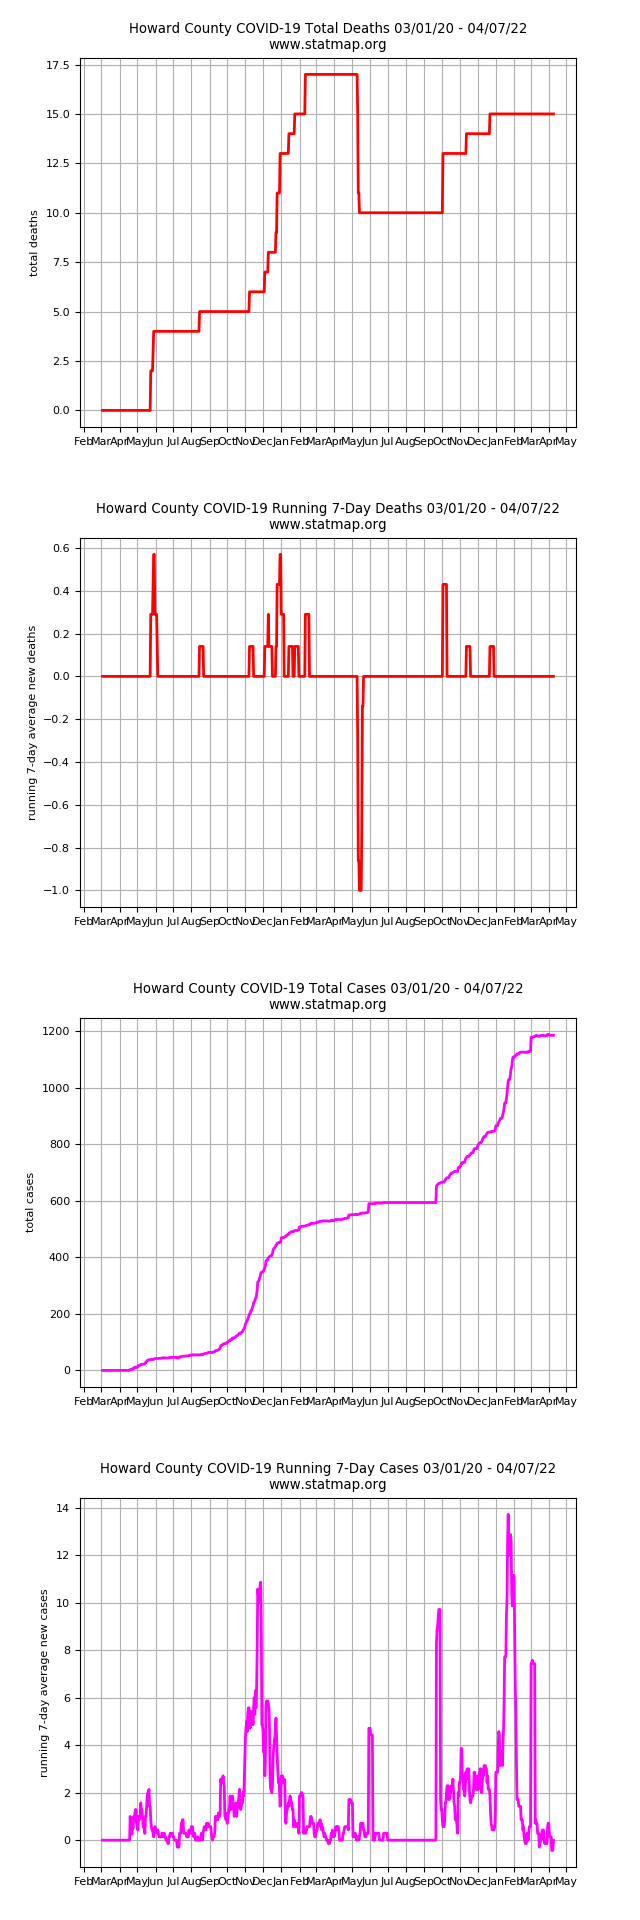 Howard County COVID-19 Total Deaths 03/01/20 - 04/07/22
www.statmap.org
17.5
15.0
12.5
10.0
7.5
5.0
2.5
0.0
total deaths
Feb Mar Apr May Jun Jul Aug Sep Oct Nov Dec Jan Feb Mar Apr May Jun Jul Aug Sep Oct Nov Dec Jan Feb Mar Apr May
Howard County COVID-19 Running 7-Day Deaths 03/01/20 - 04/07/22
www.statmap.org
0.6
0.4
0.2
0.0
−0.2
−0.4
−0.6
−0.8
−1.0
running 7-day average new deaths
Feb Mar Apr May Jun Jul Aug Sep Oct Nov Dec Jan Feb Mar Apr May Jun Jul Aug Sep Oct Nov Dec Jan Feb Mar Apr May
Howard County COVID-19 Total Cases 03/01/20 - 04/07/22
www.statmap.org
1200
1000
800
600
400
200
0
total cases
Feb Mar Apr May Jun Jul Aug Sep Oct Nov Dec Jan Feb Mar Apr May Jun Jul Aug Sep Oct Nov Dec Jan Feb Mar Apr May
Howard County COVID-19 Running 7-Day Cases 03/01/20 - 04/07/22
www.statmap.org
14
12
10
8
6
4
2
0
running 7-day average new cases
Feb Mar Apr May Jun Jul Aug Sep Oct Nov Dec Jan Feb Mar Apr May Jun Jul Aug Sep Oct Nov Dec Jan Feb Mar Apr May